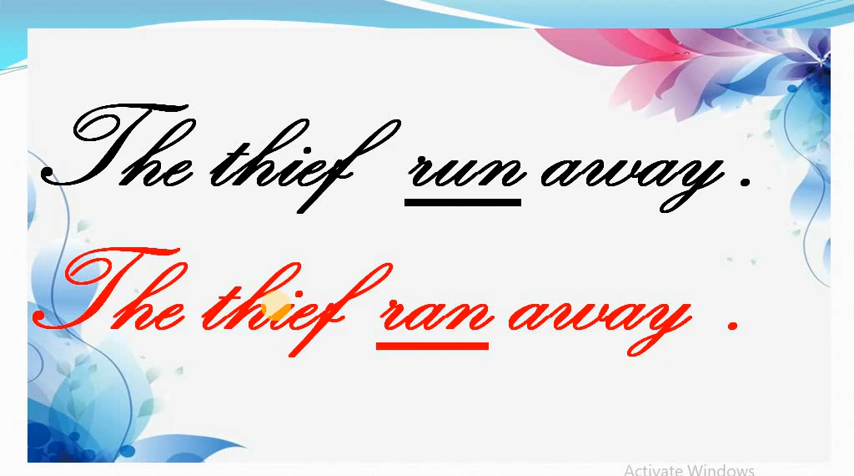 The thief run away .
The thief ran away .
Activate Windows